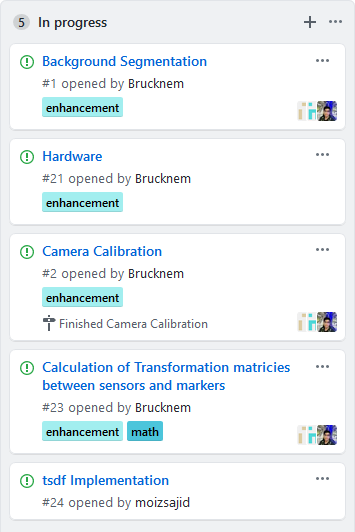 5 In progress
Background Segmentation
#1 opened by Brucknem
enhancement
Hardware
#21 opened by Brucknem
enhancement
Camera Calibration
#2 opened by Brucknem
enhancement
Finished Camera Calibration
Calculation of Transformation matricies
between sensors and markers
#23 opened by Brucknem
enhancement math
tsdf Implementation
#24 opened by moizsajid